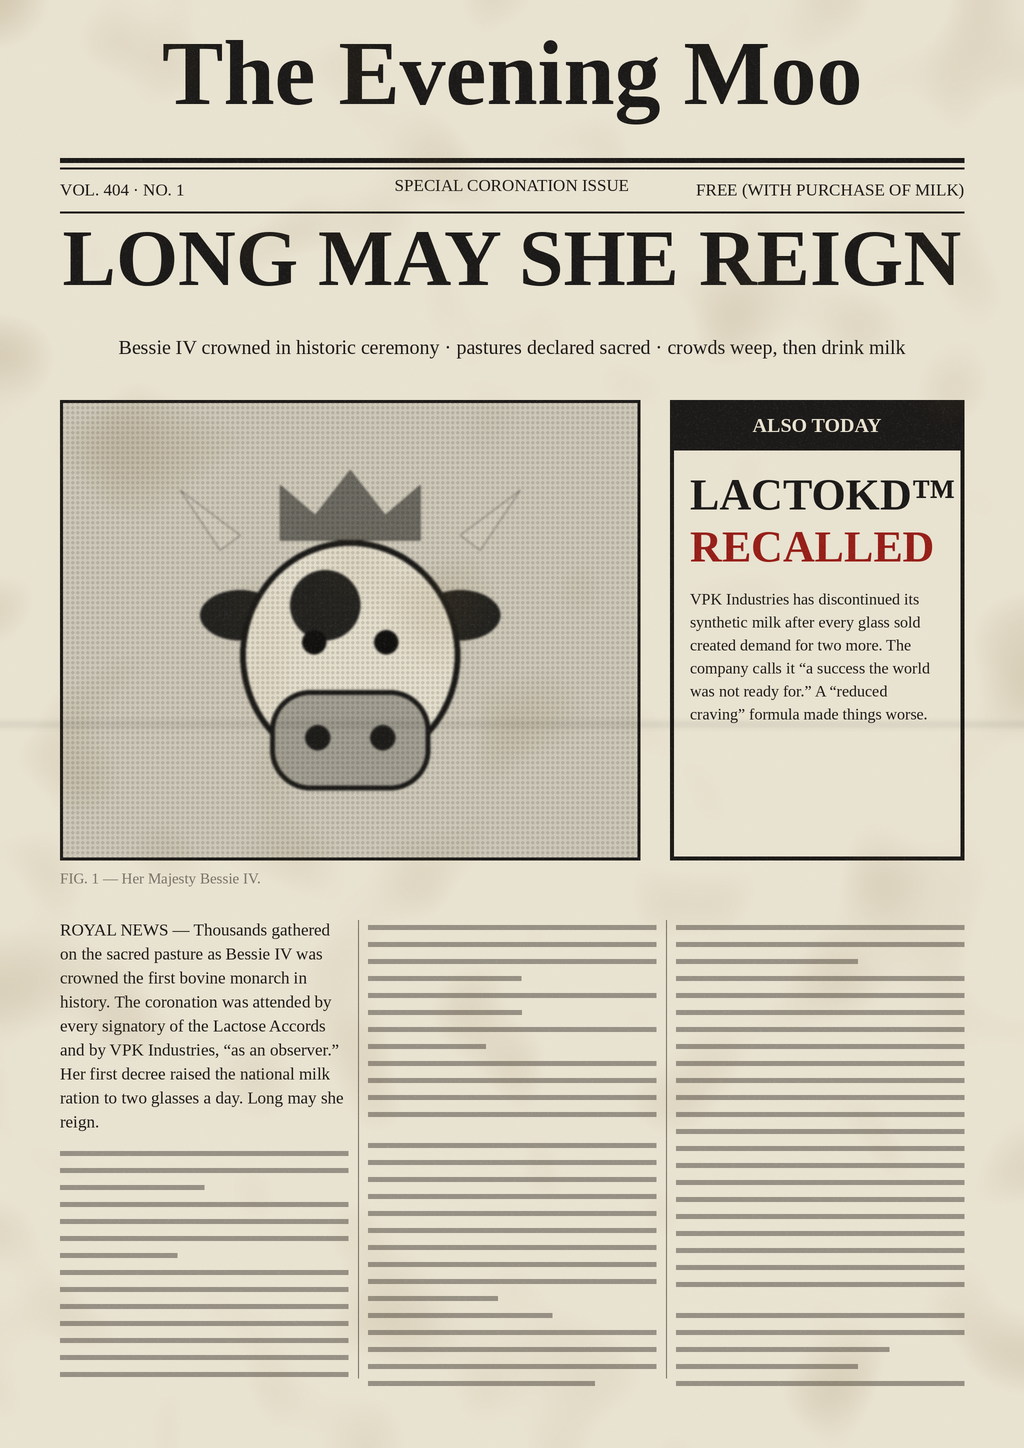 The Evening Moo
VOL. 404 · NO. 1
SPECIAL CORONATION ISSUE
FREE (WITH PURCHASE OF MILK)
LONG MAY SHE REIGN
Bessie IV crowned in historic ceremony · pastures declared sacred · crowds weep, then drink milk
ALSO TODAY
LACTOKD™
RECALLED
VPK Industries has discontinued its
synthetic milk after every glass sold
created demand for two more. The
company calls it “a success the world
was not ready for.” A “reduced
craving” formula made things worse.
FIG. 1 — Her Majesty Bessie IV.
ROYAL NEWS — Thousands gathered
on the sacred pasture as Bessie IV was
crowned the first bovine monarch in
history. The coronation was attended by
every signatory of the Lactose Accords
and by VPK Industries, “as an observer.”
Her first decree raised the national milk
ration to two glasses a day. Long may she
reign.